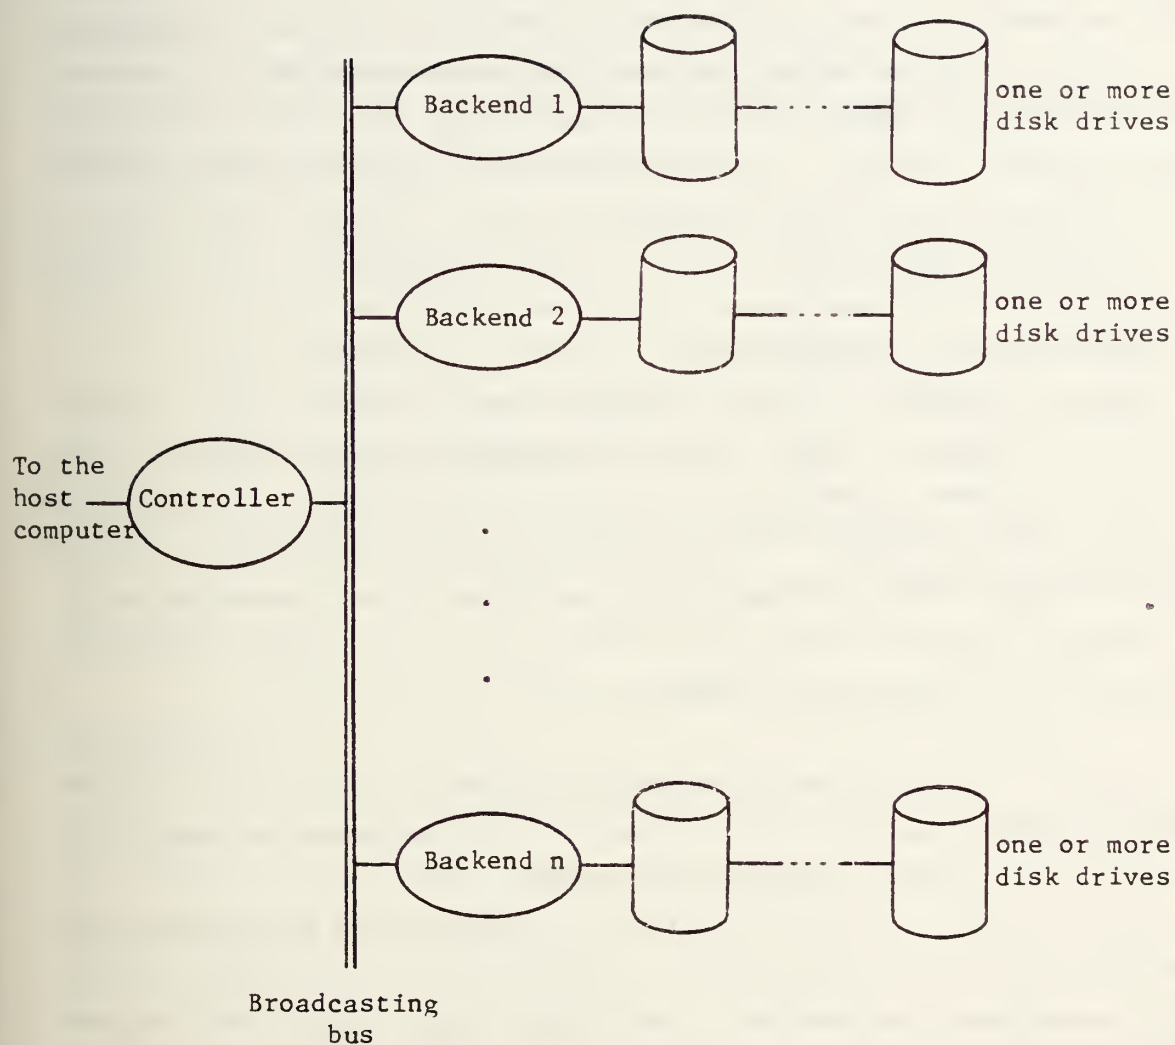 Backend 1
one or more
disk drives
Backend 2
one or more
disk drives
To the
host
computer
Controller
Backend n
one or more
disk drives
Broadcasting
bus